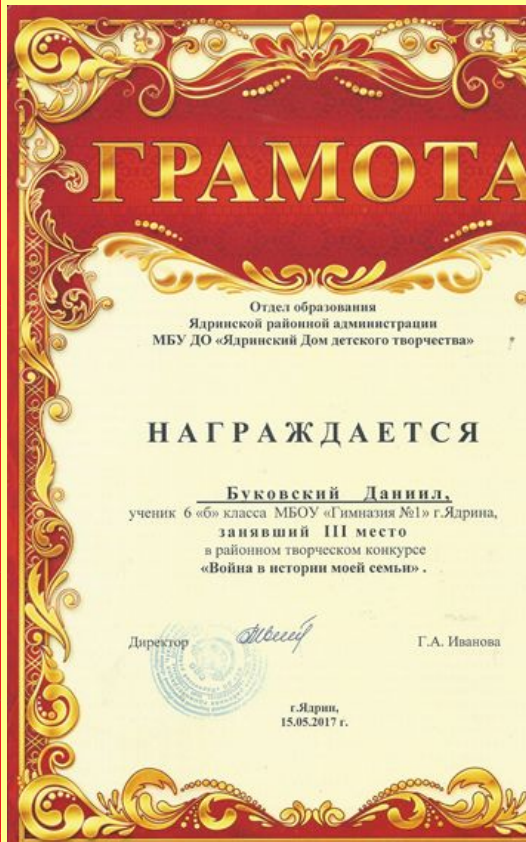 ГРАМОТА
Отдел образования
Ядринской районной администрации
МБУ ДО «Ядринский Дом детского творчества»
НАГРАЖДАЕТСЯ
Буковский Даниил,
ученик 6 «б» класса МБОУ «Гимназия №1» г.Ядрина,
занявший III место
в районном творческом конкурсе
«Война в истории моей семьи» .
Директор Г.А. Иванова
г.Ядрин,
15.05.2017 г.